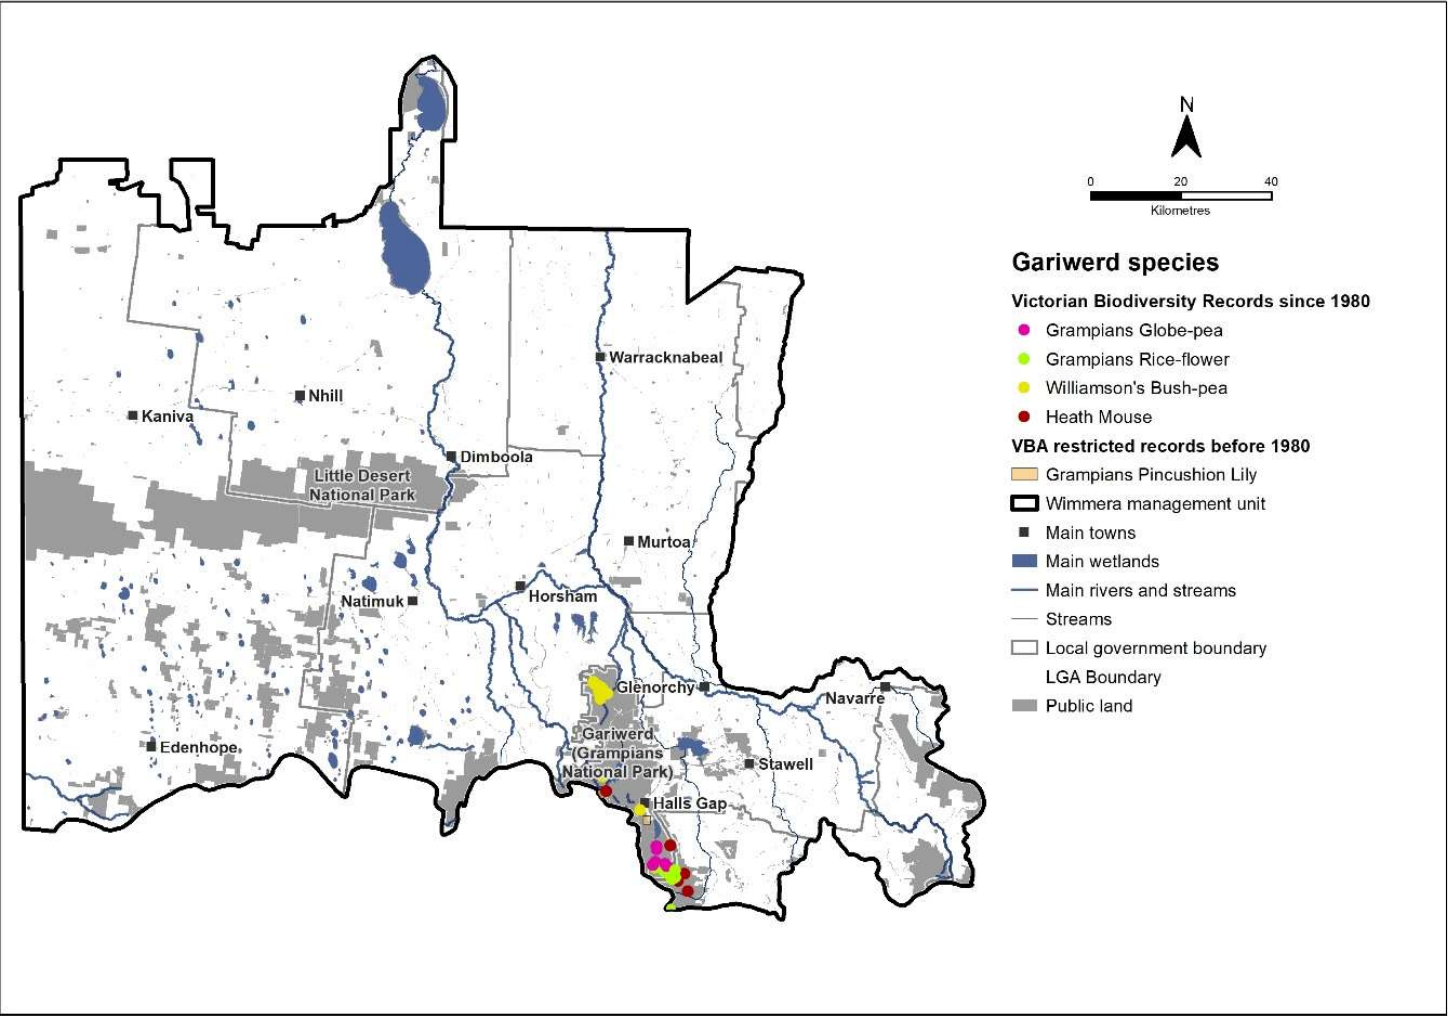 N
0 20 40
Kilometres
Gariwerd species
Victorian Biodiversity Records since 1980
Grampians Globe-pea
Grampians Rice-flower
Williamson's Bush-pea
Heath Mouse
VBA restricted records before 1980
Grampians Pincushion Lily
Wimmera management unit
Main towns
Main wetlands
Main rivers and streams
Streams
Local government boundary
LGA Boundary
Public land
Warracknabeal
Nhill
Kaniva
Dimboola
Little Desert
National Park
Murtoa
Horsham
Natimuk
Glenorchy
Navarre
Gariwerd
(Grampians
National Park)
Edenhope
Stawell
Halls Gap